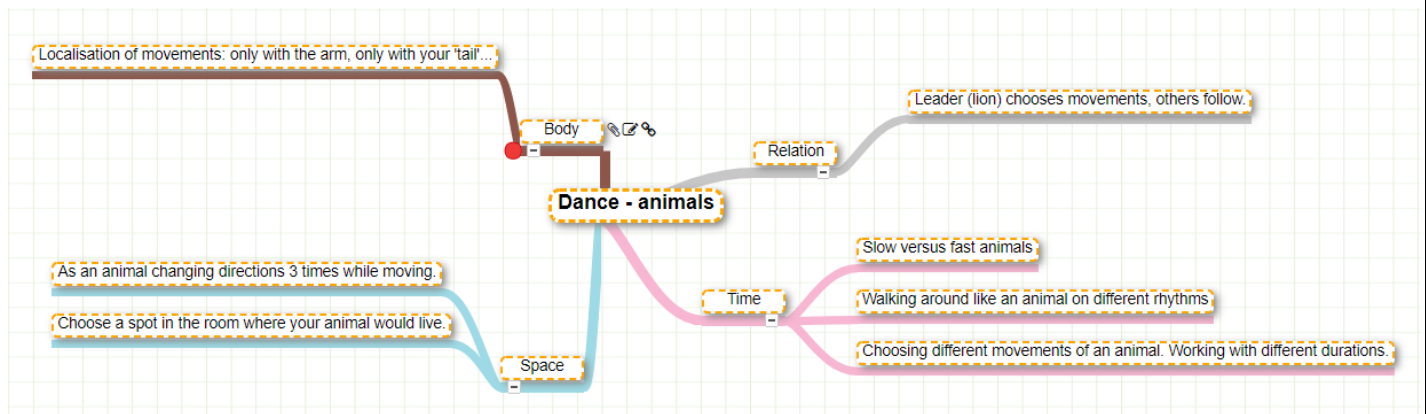 Localisation of movements: only with the arm, only with your 'tail'...
Body
Dance - animals
Relation
Leader (lion) chooses movements, others follow.
Time
Slow versus fast animals
Walking around like an animal on different rhythms
Choosing different movements of an animal. Working with different durations.
Space
As an animal changing directions 3 times while moving.
Choose a spot in the room where your animal would live.